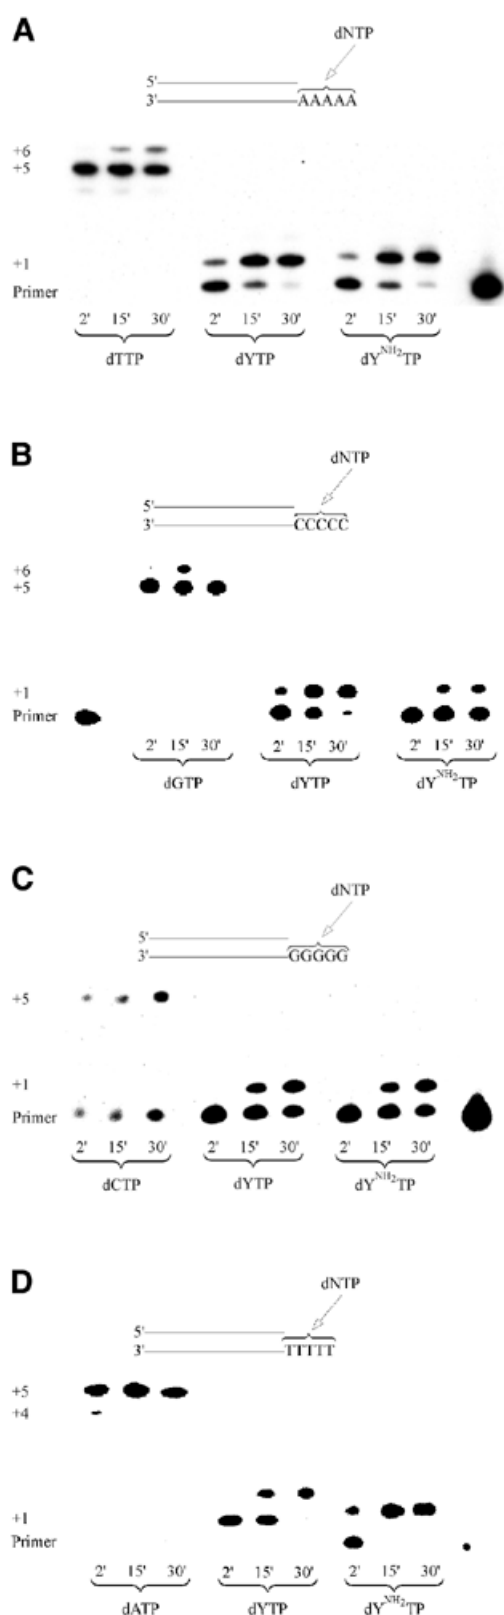 A
dNTP
5'
3' AAAAA
+6
+5
+1
Primer
2' 15' 30' 2' 15' 30' 2' 15' 30'
dTTP dYTP dY^NH2TP
B
dNTP
5'
3' CCCCC
+6
+5
+1
Primer
2' 15' 30' 2' 15' 30' 2' 15' 30'
dGTP dYTP dY^NH2TP
C
dNTP
5'
3' GGGGG
+5
+1
Primer
2' 15' 30' 2' 15' 30' 2' 15' 30'
dCTP dYTP dY^NH2TP
D
dNTP
5'
3' TTTTT
+5
+4
+1
Primer
2' 15' 30' 2' 15' 30' 2' 15' 30'
dATP dYTP dY^NH2TP